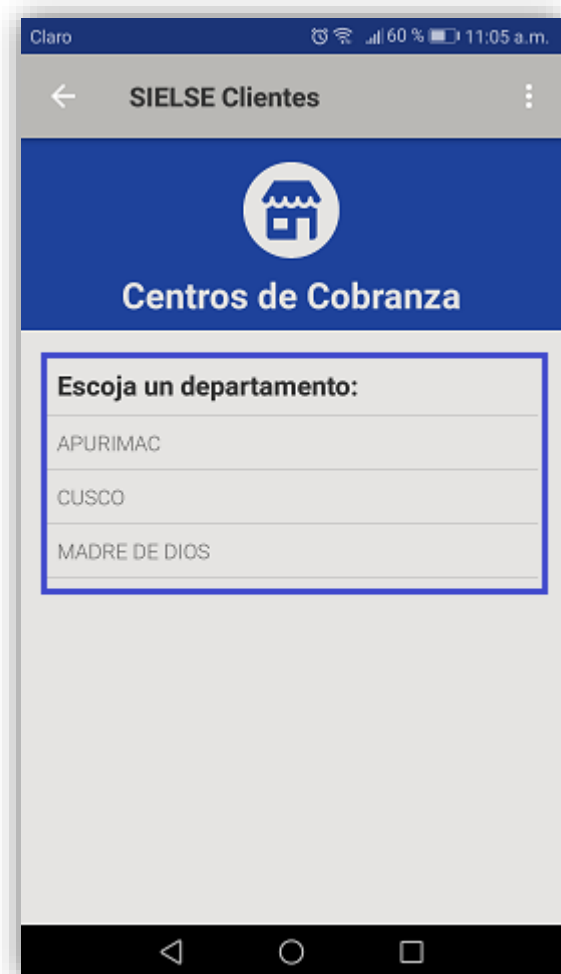 Claro 60 % 11:05 a.m.
SIELSE Clientes
Centros de Cobranza
Escoja un departamento:
APURIMAC
CUSCO
MADRE DE DIOS